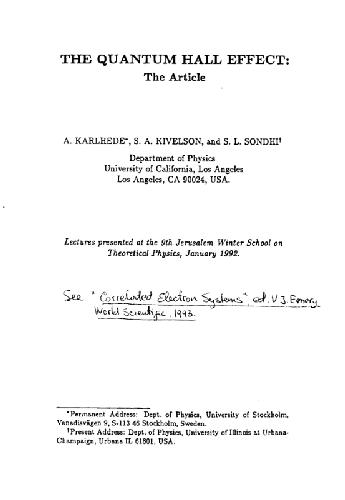 THE QUANTUM HALL EFFECT:
The Article
A. KARLHEDE*, S. A. KIVELSON, and S. L. SONDHI†
Department of Physics
University of California, Los Angeles
Los Angeles, CA 90024, USA.
Lectures presented at the 9th Jerusalem Winter School on
Theoretical Physics, January 1992.
See "Correlated Electron Systems", ed. V J. Emery,
World Scientific, 1993.
*Permanent Address: Dept. of Physics, University of Stockholm,
Vanadisvägen 9, S-113 46 Stockholm, Sweden.
†Present Address: Dept. of Physics, University of Illinois at Urbana-
Champaign, Urbana IL 61801, USA.